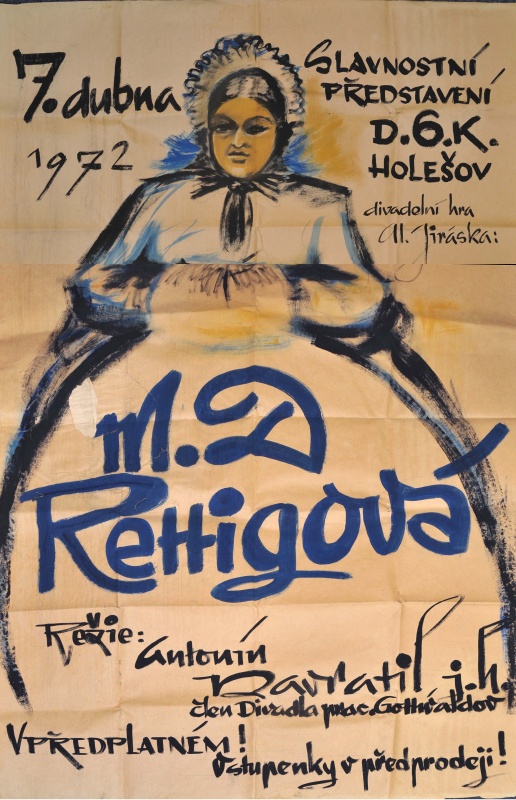 7. dubna
1972
SLAVNOSTNÍ
PŘEDSTAVENÍ
D.6.K.
HOLEŠOV
divadelní hra
Al. Jiráska:
M. D
Rettigová
Režie:
Antonín
Navrátil j.h.
člen Divadla prac. Gottwaldov
V PŘEDPLATNÉM!
Vstupenky v předprodeji!